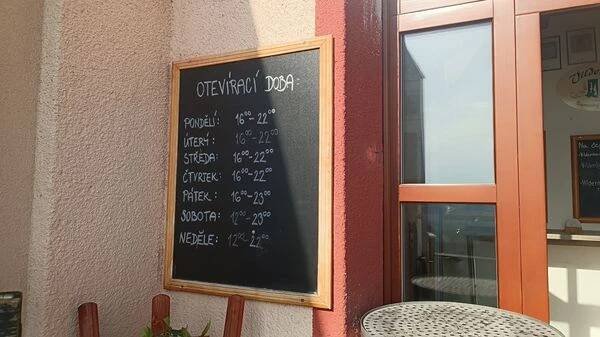 OTEVÍRACÍ DOBA:
PONDĚLÍ: 16⁰⁰-22⁰⁰
ÚTERÝ: 16⁰⁰-22⁰⁰
STŘEDA: 16⁰⁰-22⁰⁰
ČTVRTEK: 16⁰⁰-22⁰⁰
PÁTEK: 16⁰⁰-23⁰⁰
SOBOTA: 12⁰⁰-23⁰⁰
NEDĚLE: 12⁰⁰-22⁰⁰
Na